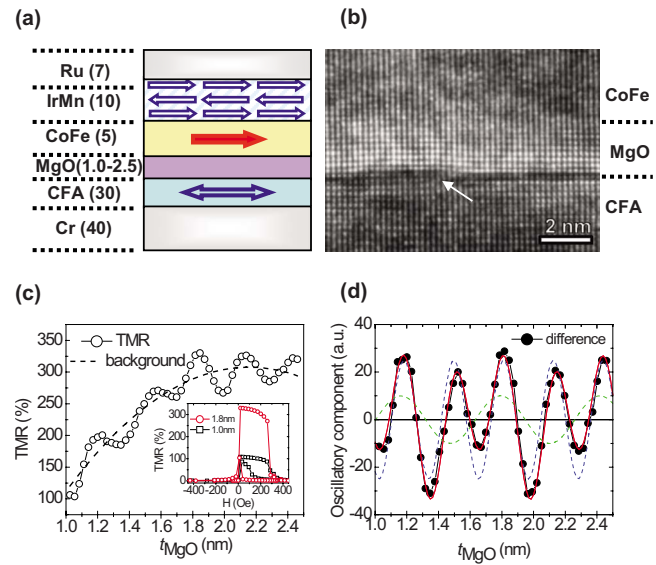 (a)
Ru (7)
IrMn (10)
CoFe (5)
MgO(1.0-2.5)
CFA (30)
Cr (40)
(b)
CoFe
MgO
CFA
2 nm
(c)
TMR
background
TMR (%)
350
300
250
200
150
100
1.0 1.2 1.4 1.6 1.8 2.0 2.2 2.4
tMgO (nm)
1.8nm
1.0nm
TMR (%)
300
200
100
0
-400 -200 0 200 400
H (Oe)
(d)
difference
Oscillatory component (a.u.)
40
20
0
-20
-40
1.0 1.2 1.4 1.6 1.8 2.0 2.2 2.4
tMgO (nm)